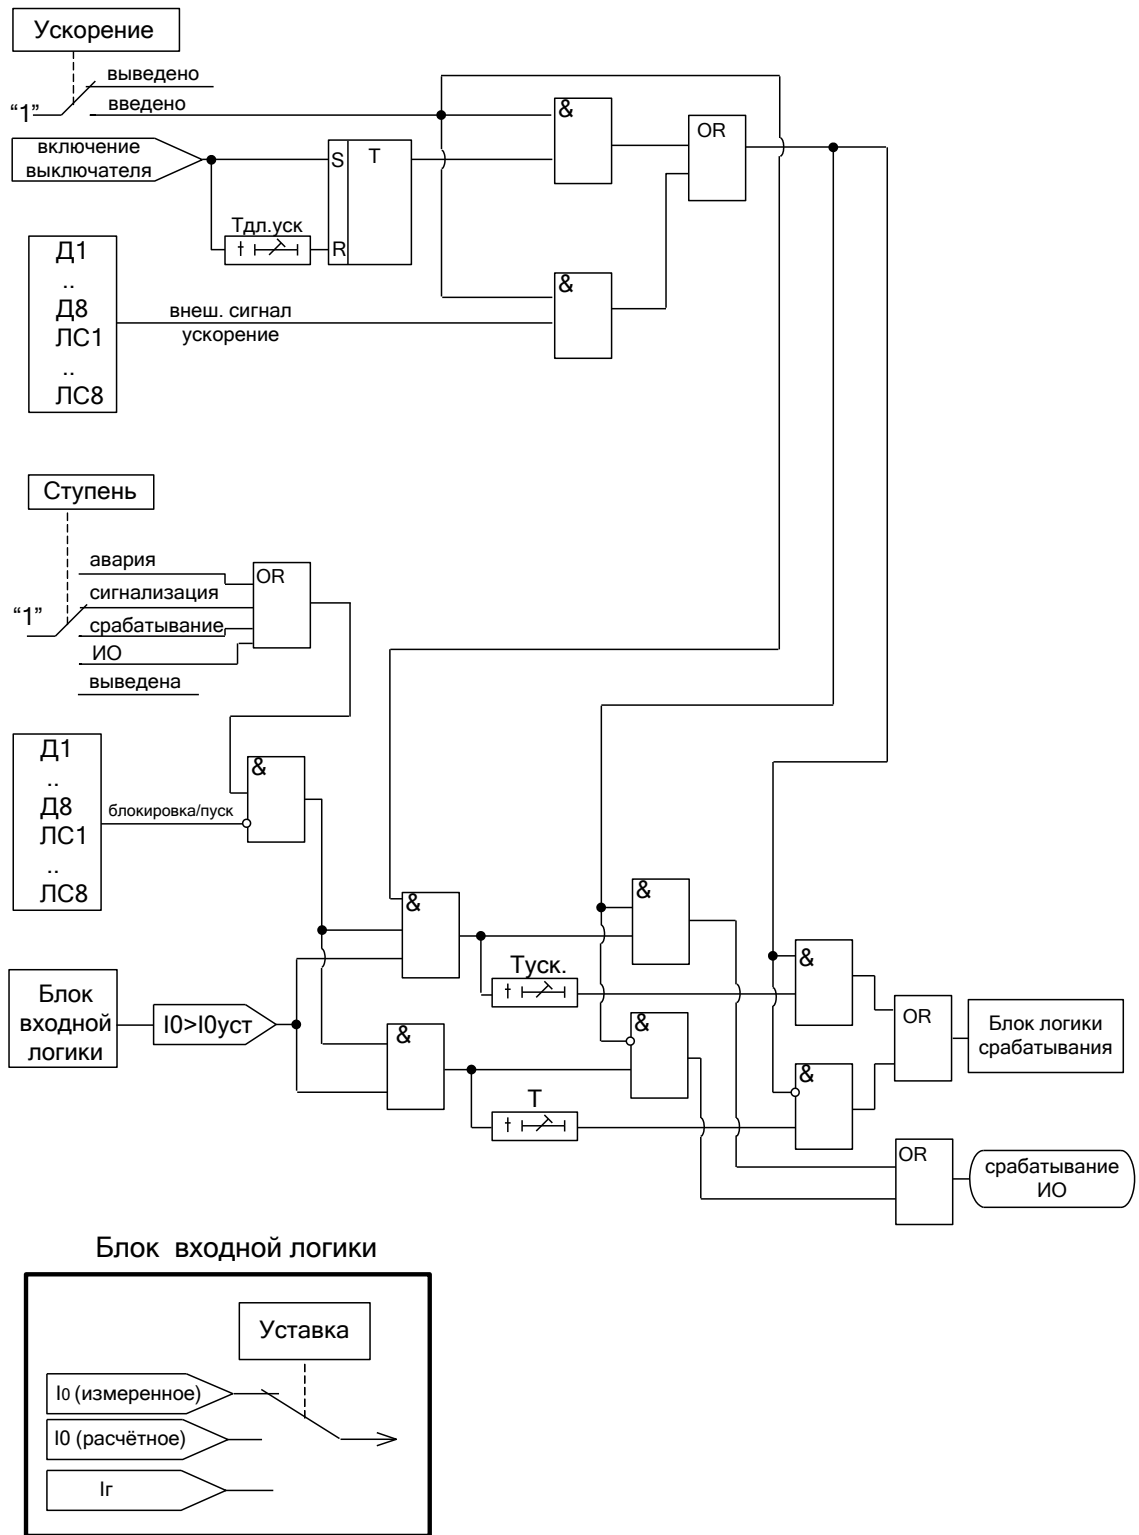 Ускорение
выведено
“1”
введено
&
включение
выключателя
S
T
OR
Тдл.уск
t
R
Д1
..
Д8
ЛС1
..
ЛС8
внеш. сигнал
ускорение
&
Ступень
авария
OR
сигнализация
“1”
срабатывание
ИО
выведена
Д1
..
Д8
ЛС1
..
ЛС8
блокировка/пуск
&
&
&
Туск.
t
&
Блок
входной
логики
I0>I0уст
&
&
OR
Блок логики
срабатывания
T
t
&
OR
срабатывание
ИО
Блок входной логики
Уставка
I0 (измеренное)
I0 (расчётное)
Iг